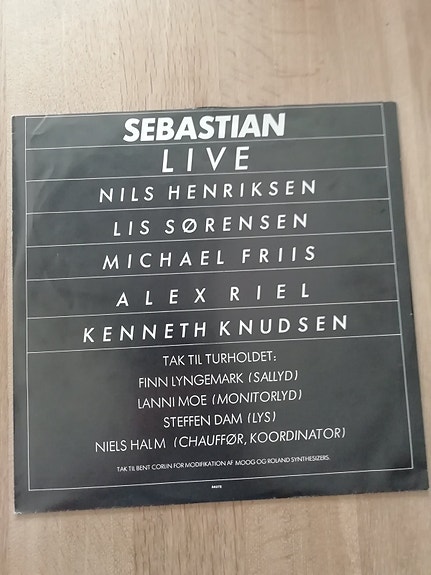 SEBASTIAN
LIVE
NILS HENRIKSEN
LIS SØRENSEN
MICHAEL FRIIS
ALEX RIEL
KENNETH KNUDSEN
TAK TIL TURHOLDET:
FINN LYNGEMARK (SALLYD)
LANNI MOE (MONITORLYD)
STEFFEN DAM (LYS)
NIELS HALM (CHAUFFØR, KOORDINATOR)
TAK TIL BENT CORLIN FOR MODIFIKATION AF MOOG OG ROLAND SYNTHESIZERS.